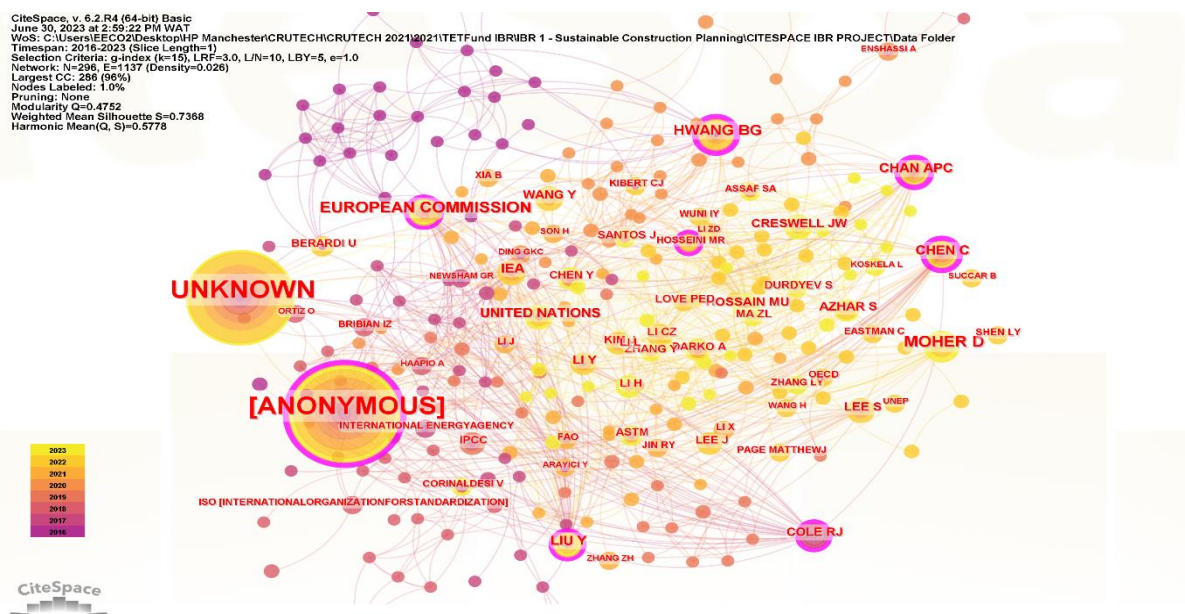 CiteSpace, v. 6.2.R4 (64-bit) Basic
June 30, 2023 at 2:59:22 PM WAT
WoS: C:\Users\EECO2\Desktop\HP Manchester\CRUTECH\CRUTECH 2021\2021\TETFund IBR\IBR 1 - Sustainable Construction Planning\CITESPACE IBR PROJECT\Data Folder
Timespan: 2016-2023 (Slice Length=1)
Selection Criteria: g-index (k=15), LRF=3.0, L/N=10, LBY=5, e=1.0
Network: N=296, E=1137 (Density=0.026)
Largest CC: 286 (96%)
Nodes Labeled: 1.0%
Pruning: None
Modularity Q=0.4752
Weighted Mean Silhouette S=0.7368
Harmonic Mean(Q, S)=0.5778
ENSHASSI A
HWANG BG
CHAN APC
XIA B
KIBERT CJ
WANG Y
ASSAF SA
EUROPEAN COMMISSION
WUNI IY
CRESWELL JW
SON H
SANTOS J
LI ZD
HOSSEINI MR
BERARDI U
DING GKC
CHEN C
IEA
KOSKELA L
NEWSHAM GR
CHEN Y
SUCCAR B
UNKNOWN
DURDYEV S
LOVE PED
OSSAIN MU
AZHAR S
ORTIZ O
UNITED NATIONS
MA ZL
BRIBIAN IZ
LI CZ
EASTMAN C
SHEN LY
LI J
ZHANG Y
DARKO A
MOHER D
HAAPIO A
LI Y
OECD
LI H
ZHANG LY
UNEP
[ANONYMOUS]
WANG H
LEE S
INTERNATIONAL ENERGYAGENCY
LI X
IPCC
FAO
ASTM
JIN RY
LEE J
PAGE MATTHEWJ
ARAYICI Y
CORINALDESI V
ISO [INTERNATIONALORGANIZATIONFORSTANDARDIZATION]
COLE RJ
LIU Y
ZHANG ZH
2023
2022
2021
2020
2019
2018
2017
2016
CiteSpace